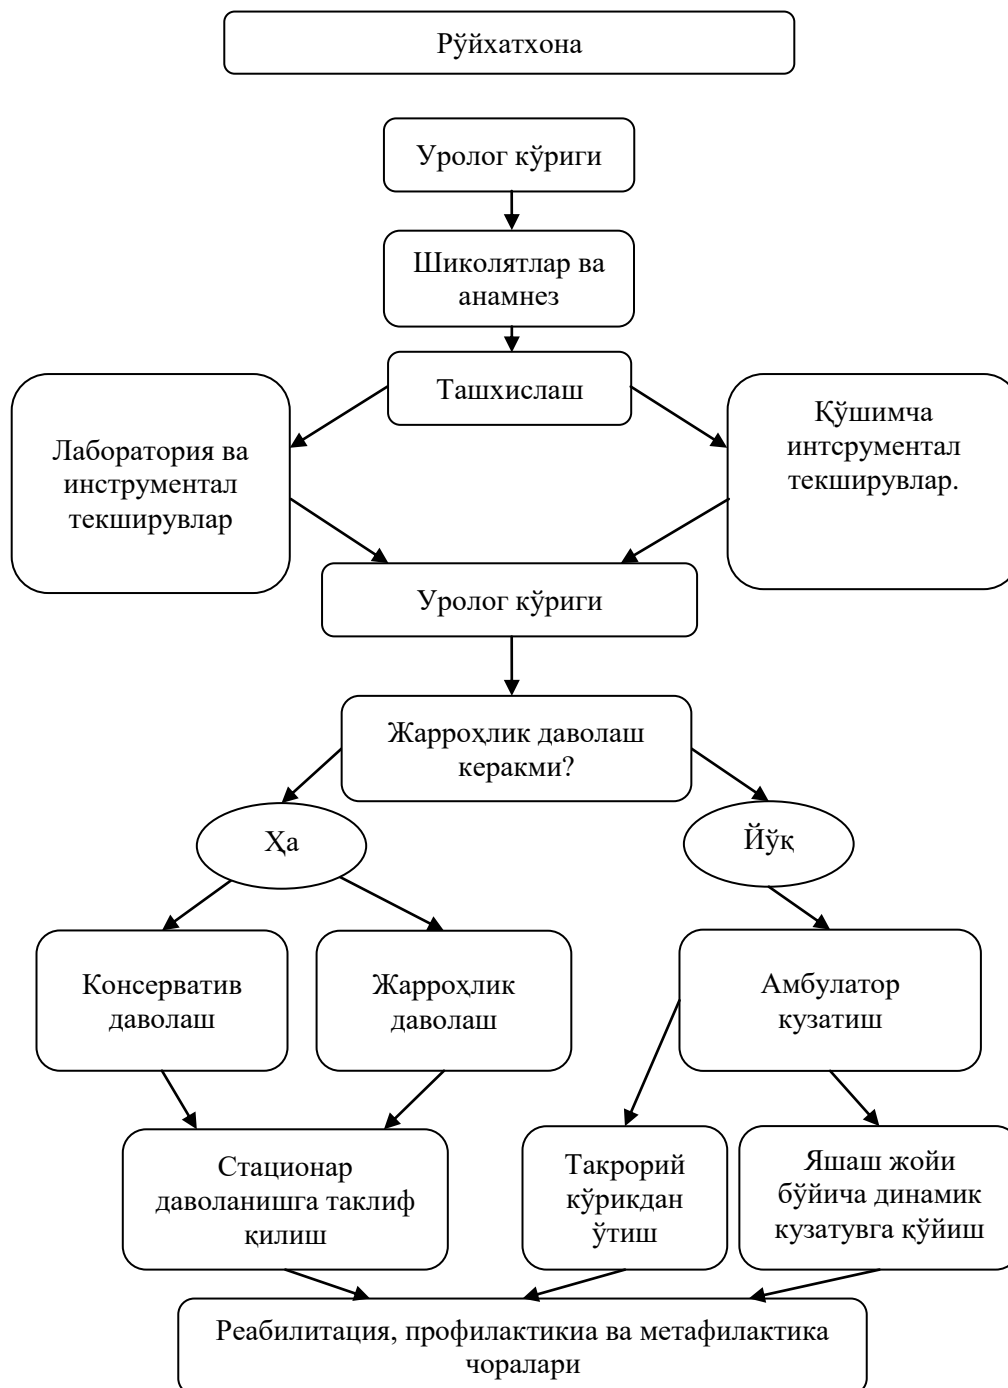 Рўйхатхона
Уролог кўриги
Шиколятлар ва
анамнез
Ташхислаш
Лаборатория ва
инструментал
текширувлар
Қўшимча
интсрументал
текширувлар.
Уролог кўриги
Жарроҳлик даволаш
керакми?
Ҳа
Йўқ
Консерватив
даволаш
Жарроҳлик
даволаш
Амбулатор
кузатиш
Стационар
даволанишга таклиф
қилиш
Такрорий
кўрикдан
ўтиш
Яшаш жойи
бўйича динамик
кузатувга қўйиш
Реабилитация, профилактикиа ва метафилактика
чоралари